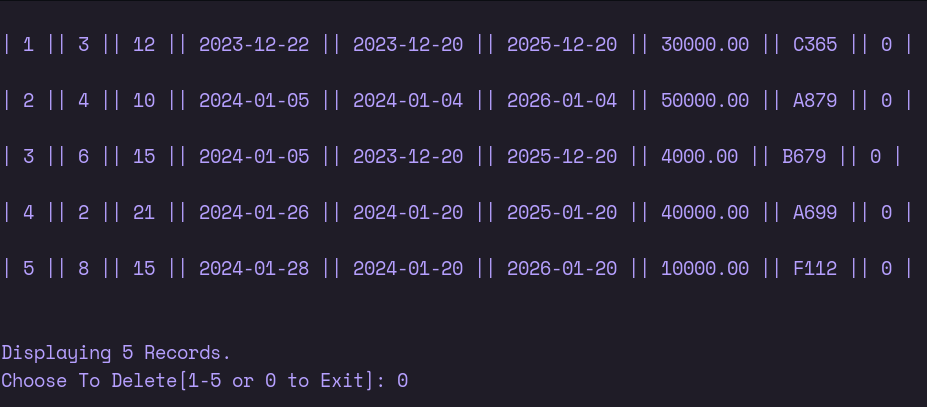 | 1 || 3 || 12 || 2023-12-22 || 2023-12-20 || 2025-12-20 || 30000.00 || C365 || 0 |
| 2 || 4 || 10 || 2024-01-05 || 2024-01-04 || 2026-01-04 || 50000.00 || A879 || 0 |
| 3 || 6 || 15 || 2024-01-05 || 2023-12-20 || 2025-12-20 || 4000.00 || B679 || 0 |
| 4 || 2 || 21 || 2024-01-26 || 2024-01-20 || 2025-01-20 || 40000.00 || A699 || 0 |
| 5 || 8 || 15 || 2024-01-28 || 2024-01-20 || 2026-01-20 || 10000.00 || F112 || 0 |
Displaying 5 Records.
Choose To Delete[1-5 or 0 to Exit]: 0